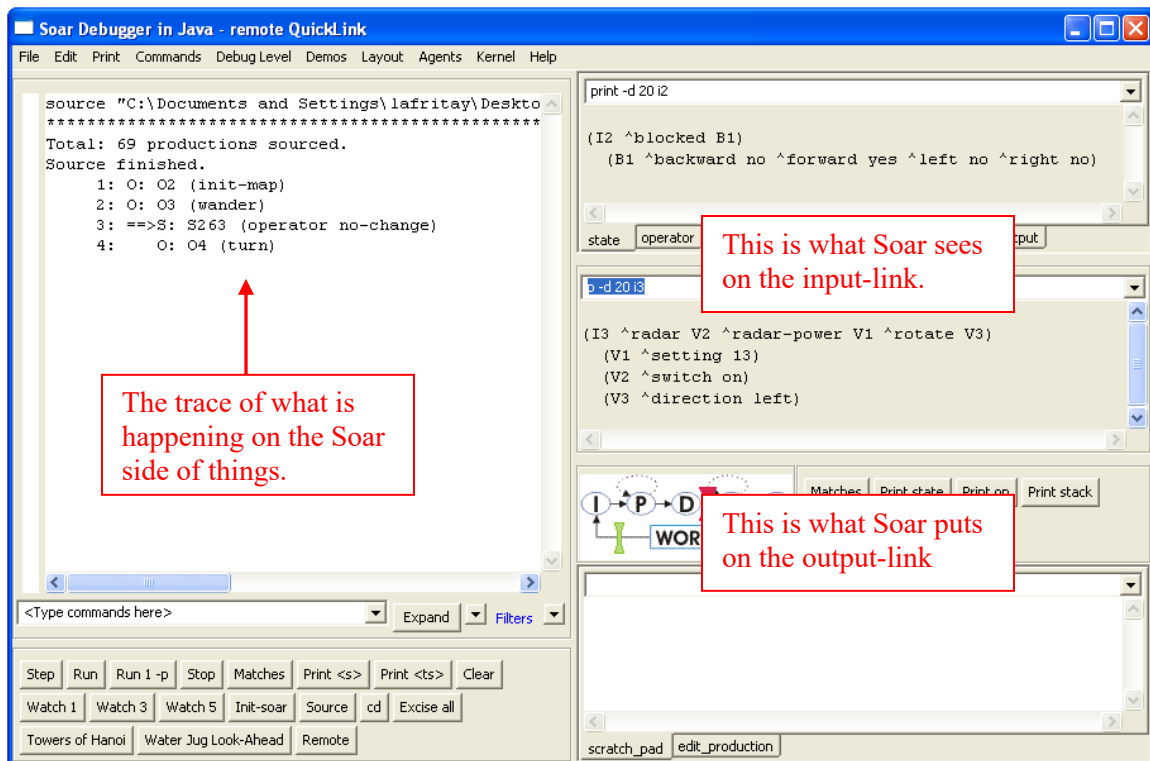 Soar Debugger in Java - remote QuickLink
File Edit Print Commands Debug Level Demos Layout Agents Kernel Help
source "C:\Documents and Settings\lafritay\Deskto
*************************************************
Total: 69 productions sourced.
Source finished.
1: O: O2 (init-map)
2: O: O3 (wander)
3: ==>S: S263 (operator no-change)
4: O: O4 (turn)
The trace of what is
happening on the Soar
side of things.
<Type commands here>
Expand
Filters
Step Run Run 1 -p Stop Matches Print <s> Print <ts> Clear
Watch 1 Watch 3 Watch 5 Init-soar Source cd Excise all
Towers of Hanoi Water Jug Look-Ahead Remote
print -d 20 i2
(I2 ^blocked B1)
(B1 ^backward no ^forward yes ^left no ^right no)
state operator
This is what Soar sees
on the input-link.
p -d 20 i3
(I3 ^radar V2 ^radar-power V1 ^rotate V3)
(V1 ^setting 13)
(V2 ^switch on)
(V3 ^direction left)
I P D
WOR
Matches Print state Print op Print stack
This is what Soar puts
on the output-link
scratch_pad edit_production